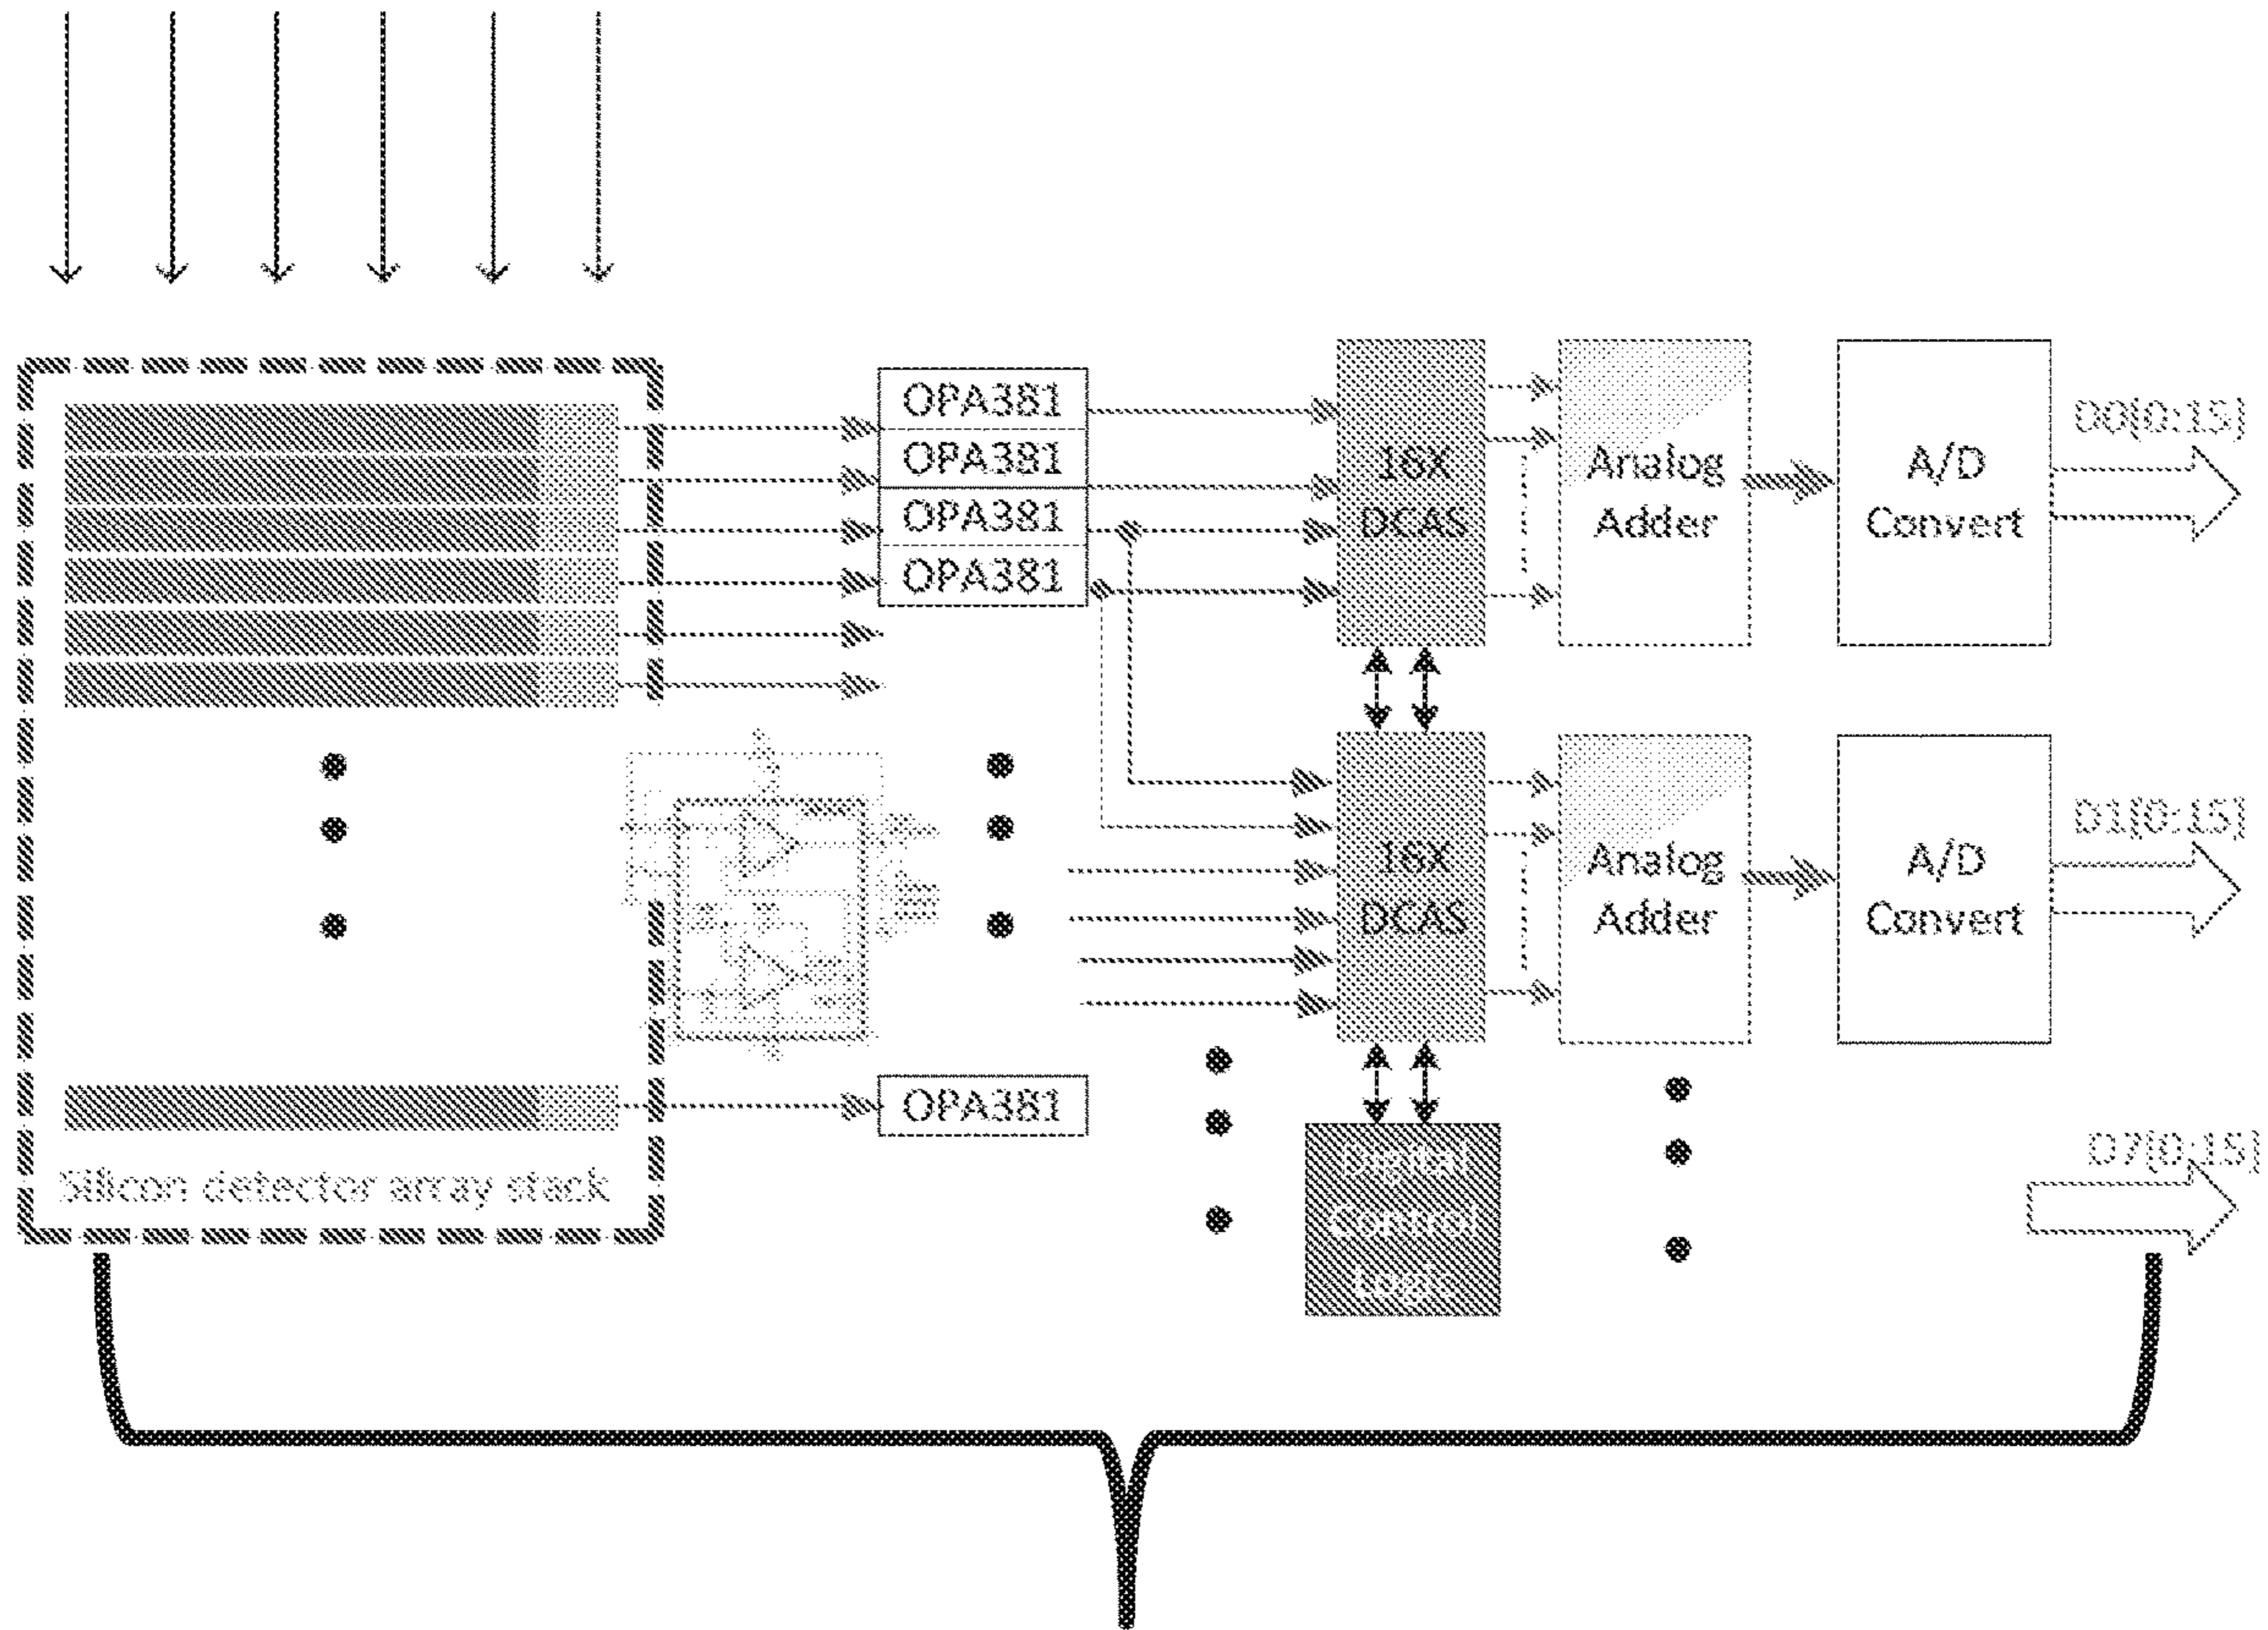 OPA381
OPA381
OPA381
OPA381
16X
DCAS
Analog
Adder
A/D
Convert
D0[0:15]
16X
DCAS
Analog
Adder
A/D
Convert
D1[0:15]
OPA381
Silicon detector array stack
Digital
Control
Logic
D7[0:15]